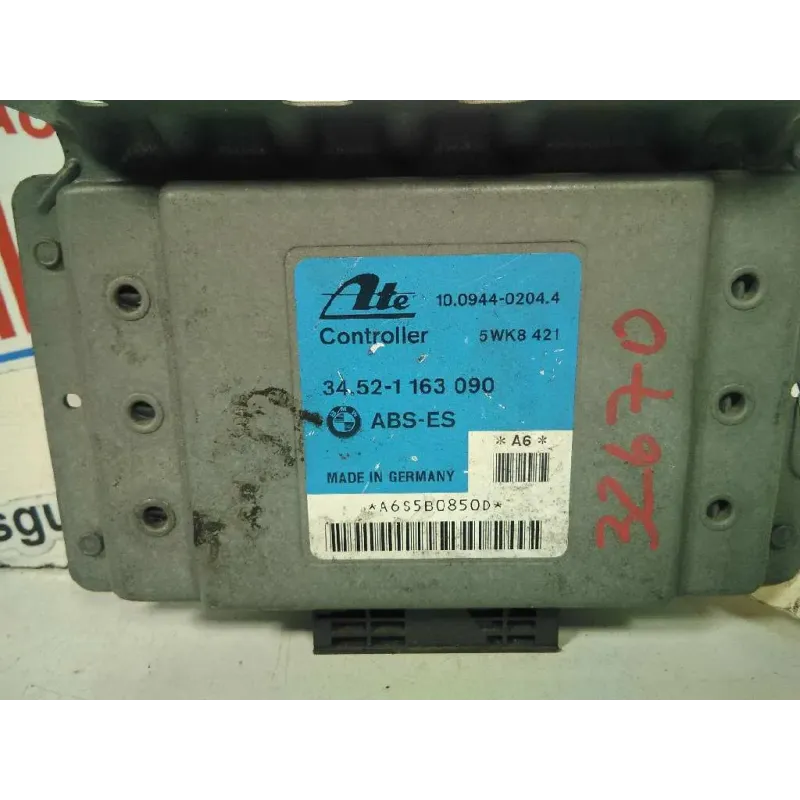 Ate 10.0944-0204.4
Controller 5WK8 421
34.52-1 163 090
BMW ABS-ES
*A6*
MADE IN GERMANY
*A6S5B0850D*
32670